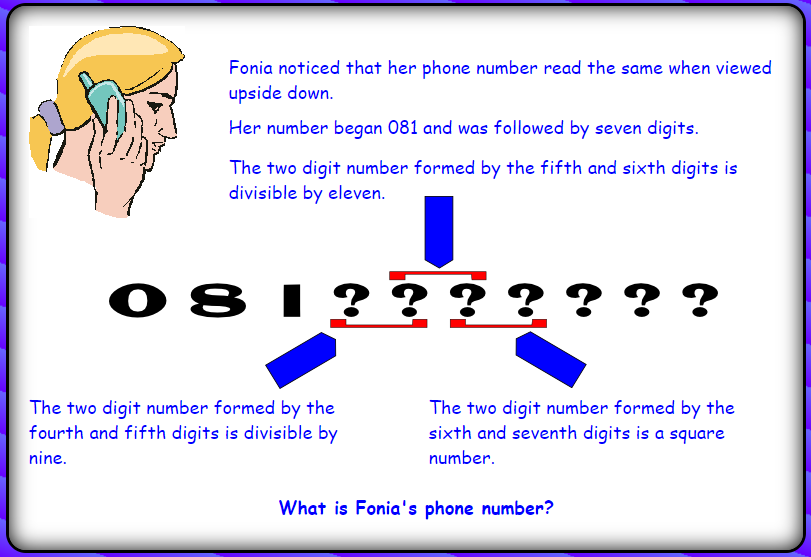 Fonia noticed that her phone number read the same when viewed
upside down.
Her number began 081 and was followed by seven digits.
The two digit number formed by the fifth and sixth digits is
divisible by eleven.
0 8 1 ? ? ? ? ? ? ?
The two digit number formed by the
fourth and fifth digits is divisible by
nine.
The two digit number formed by the
sixth and seventh digits is a square
number.
What is Fonia's phone number?